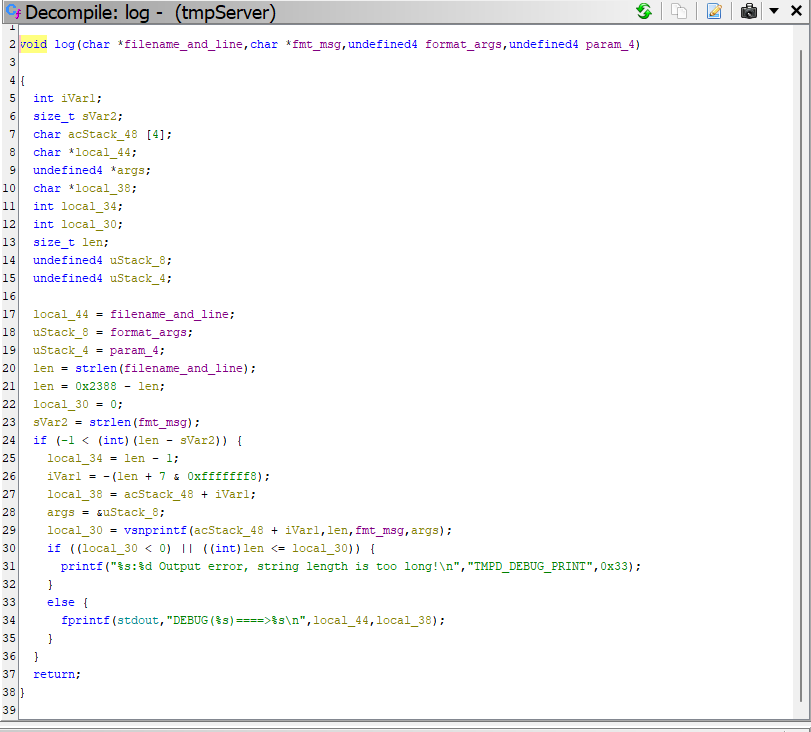 Decompile: log - (tmpServer)
1
2 void log(char *filename_and_line,char *fmt_msg,undefined4 format_args,undefined4 param_4)
3
4 {
5 int iVar1;
6 size_t sVar2;
7 char acStack_48 [4];
8 char *local_44;
9 undefined4 *args;
10 char *local_38;
11 int local_34;
12 int local_30;
13 size_t len;
14 undefined4 uStack_8;
15 undefined4 uStack_4;
16
17 local_44 = filename_and_line;
18 uStack_8 = format_args;
19 uStack_4 = param_4;
20 len = strlen(filename_and_line);
21 len = 0x2388 - len;
22 local_30 = 0;
23 sVar2 = strlen(fmt_msg);
24 if (-1 < (int)(len - sVar2)) {
25 local_34 = len - 1;
26 iVar1 = -(len + 7 & 0xfffffff8);
27 local_38 = acStack_48 + iVar1;
28 args = &uStack_8;
29 local_30 = vsnprintf(acStack_48 + iVar1,len,fmt_msg,args);
30 if ((local_30 < 0) || ((int)len <= local_30)) {
31 printf("%s:%d Output error, string length is too long!\n","TMPD_DEBUG_PRINT",0x33);
32 }
33 else {
34 fprintf(stdout,"DEBUG(%s)====>%s\n",local_44,local_38);
35 }
36 }
37 return;
38 }
39